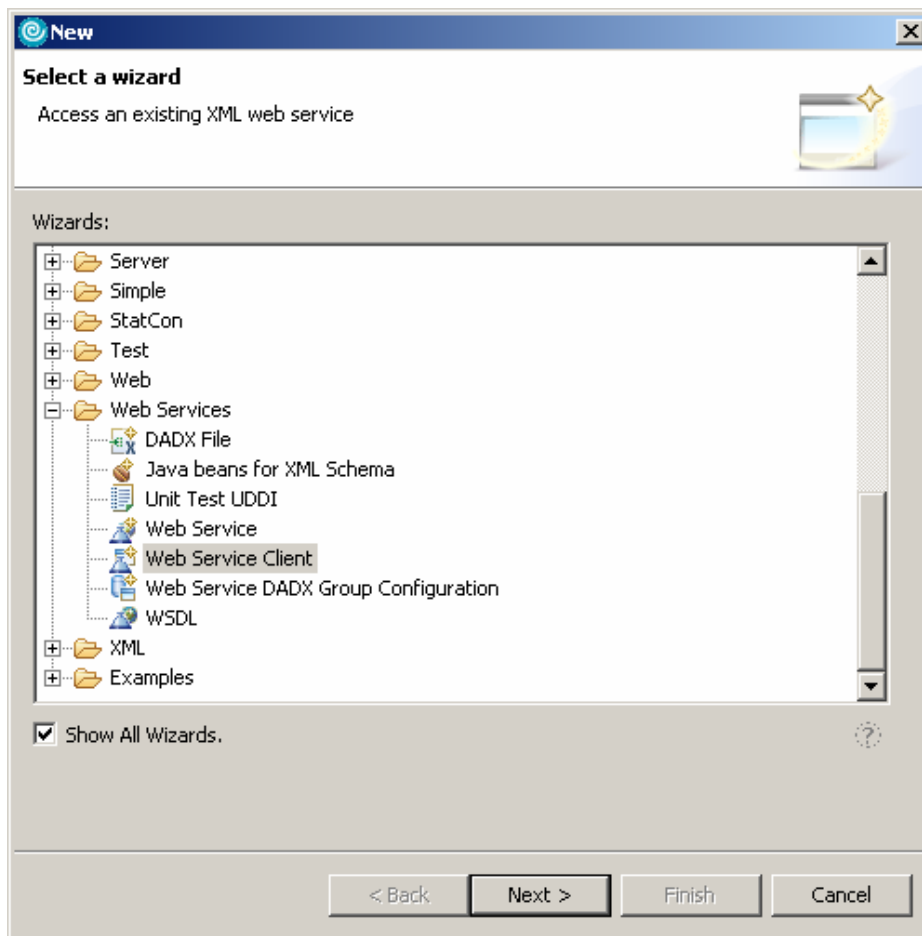 New
Select a wizard
Access an existing XML web service
Wizards:
Server
Simple
StatCon
Test
Web
Web Services
DADX File
Java beans for XML Schema
Unit Test UDDI
Web Service
Web Service Client
Web Service DADX Group Configuration
WSDL
XML
Examples
Show All Wizards.
?
< Back Next > Finish Cancel